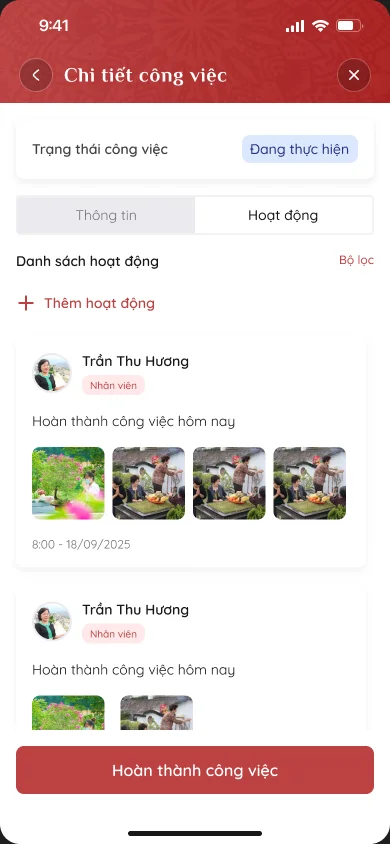 9:41
Chi tiết công việc
Trạng thái công việc
Đang thực hiện
Thông tin
Hoạt động
Danh sách hoạt động
Bộ lọc
Thêm hoạt động
Trần Thu Hương
Nhân viên
Hoàn thành công việc hôm nay
8:00 - 18/09/2025
Trần Thu Hương
Nhân viên
Hoàn thành công việc hôm nay
Hoàn thành công việc